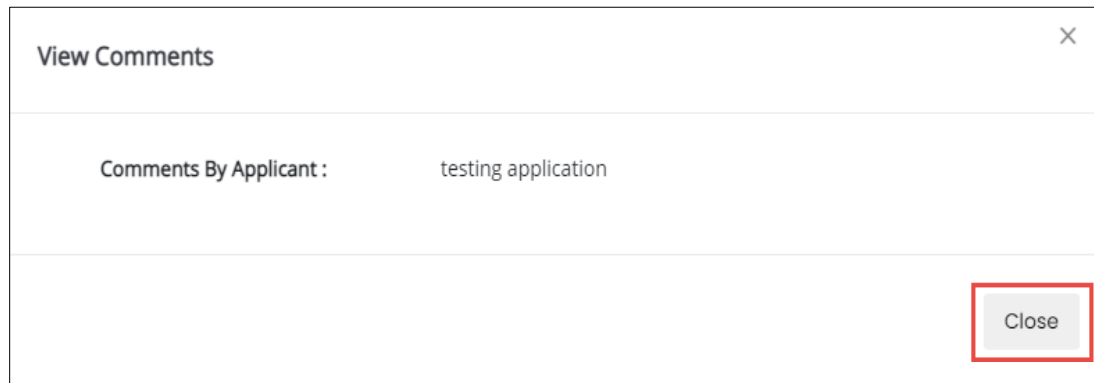 View Comments
Comments By Applicant : testing application
Close